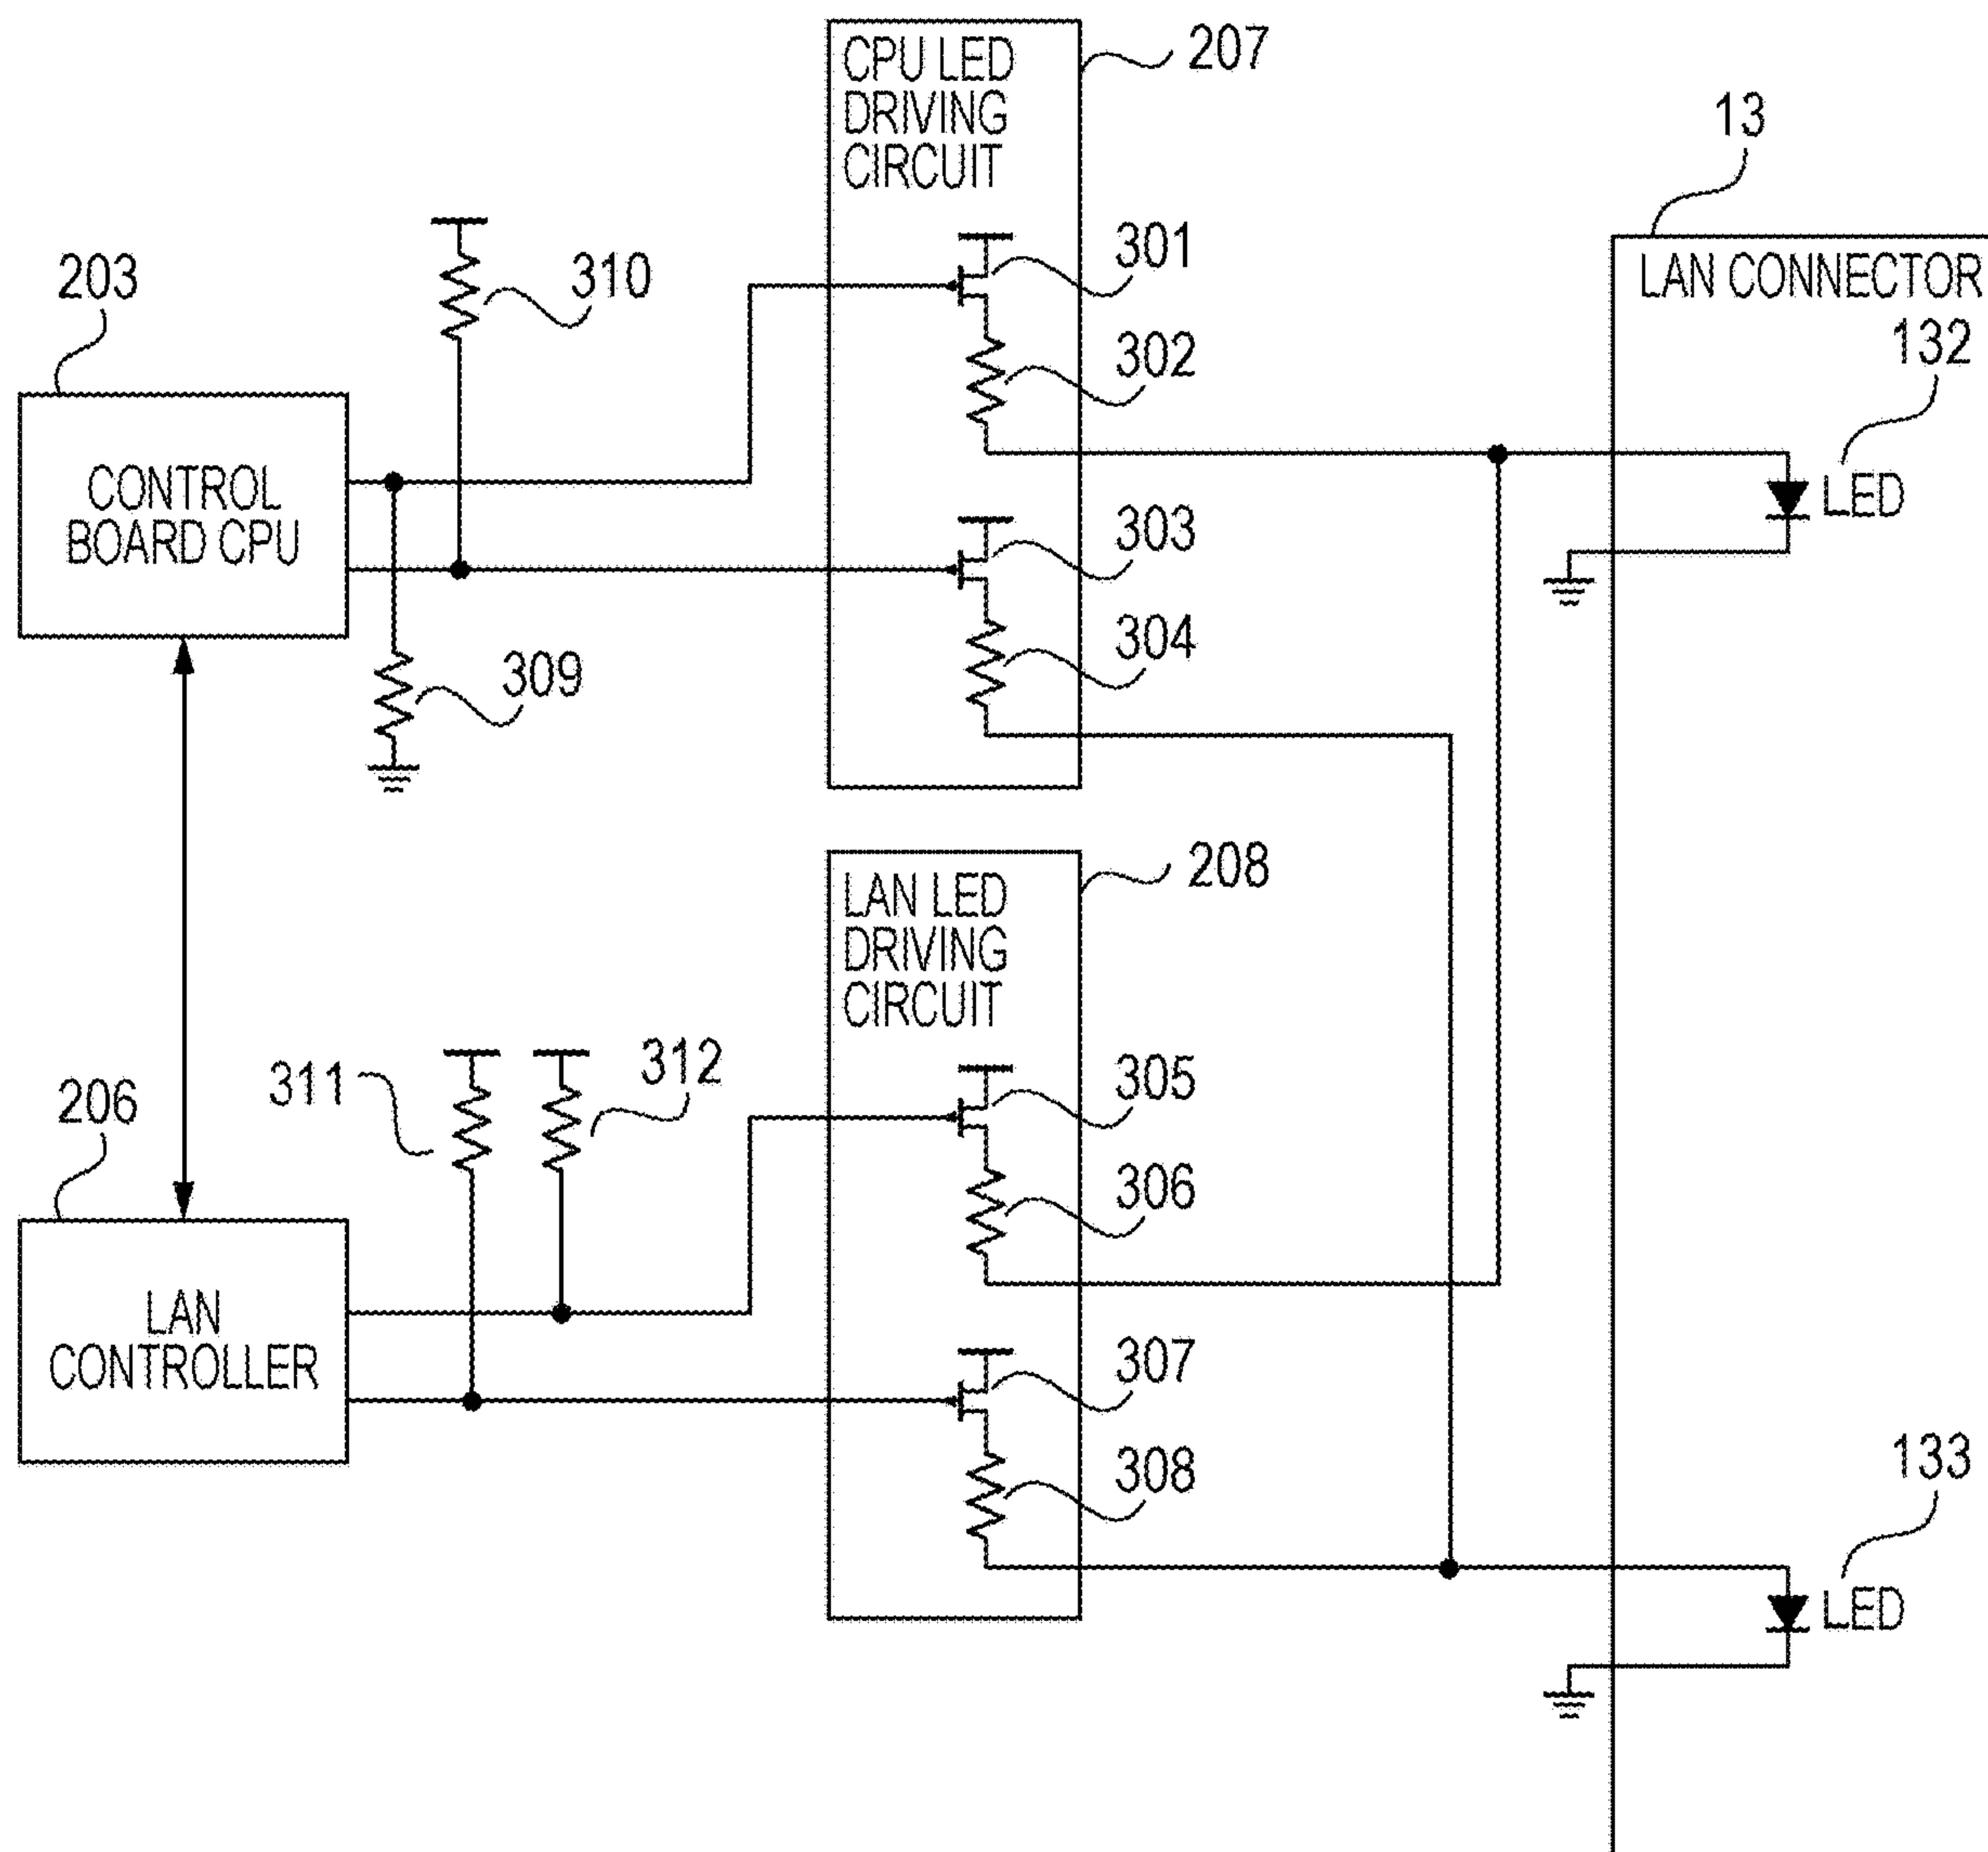 CPU LED
DRIVING
CIRCUIT
207
13
LAN CONNECTOR
203
310
301
302
132
LED
CONTROL
BOARD CPU
303
304
309
208
LAN LED
DRIVING
CIRCUIT
206
311
312
305
306
LAN
CONTROLLER
307
308
133
LED